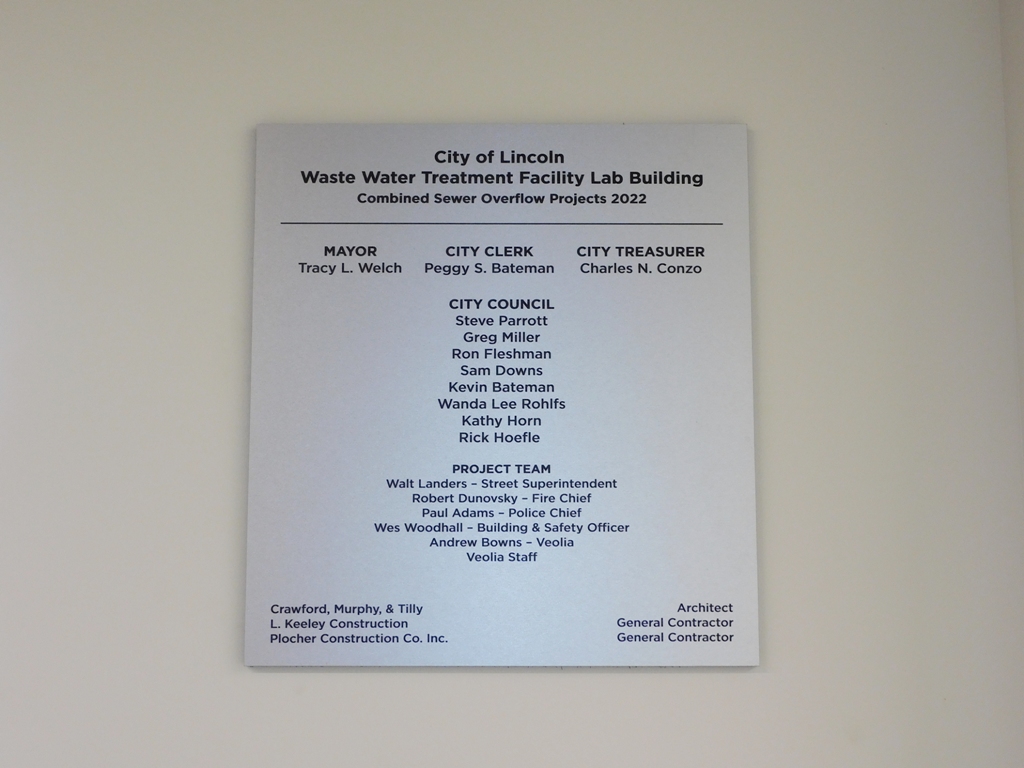 City of Lincoln
Waste Water Treatment Facility Lab Building
Combined Sewer Overflow Projects 2022
MAYOR CITY CLERK CITY TREASURER
Tracy L. Welch Peggy S. Bateman Charles N. Conzo
CITY COUNCIL
Steve Parrott
Greg Miller
Ron Fleshman
Sam Downs
Kevin Bateman
Wanda Lee Rohlfs
Kathy Horn
Rick Hoefle
PROJECT TEAM
Walt Landers – Street Superintendent
Robert Dunovsky – Fire Chief
Paul Adams – Police Chief
Wes Woodhall – Building & Safety Officer
Andrew Bowns – Veolia
Veolia Staff
Crawford, Murphy, & Tilly Architect
L. Keeley Construction General Contractor
Plocher Construction Co. Inc. General Contractor